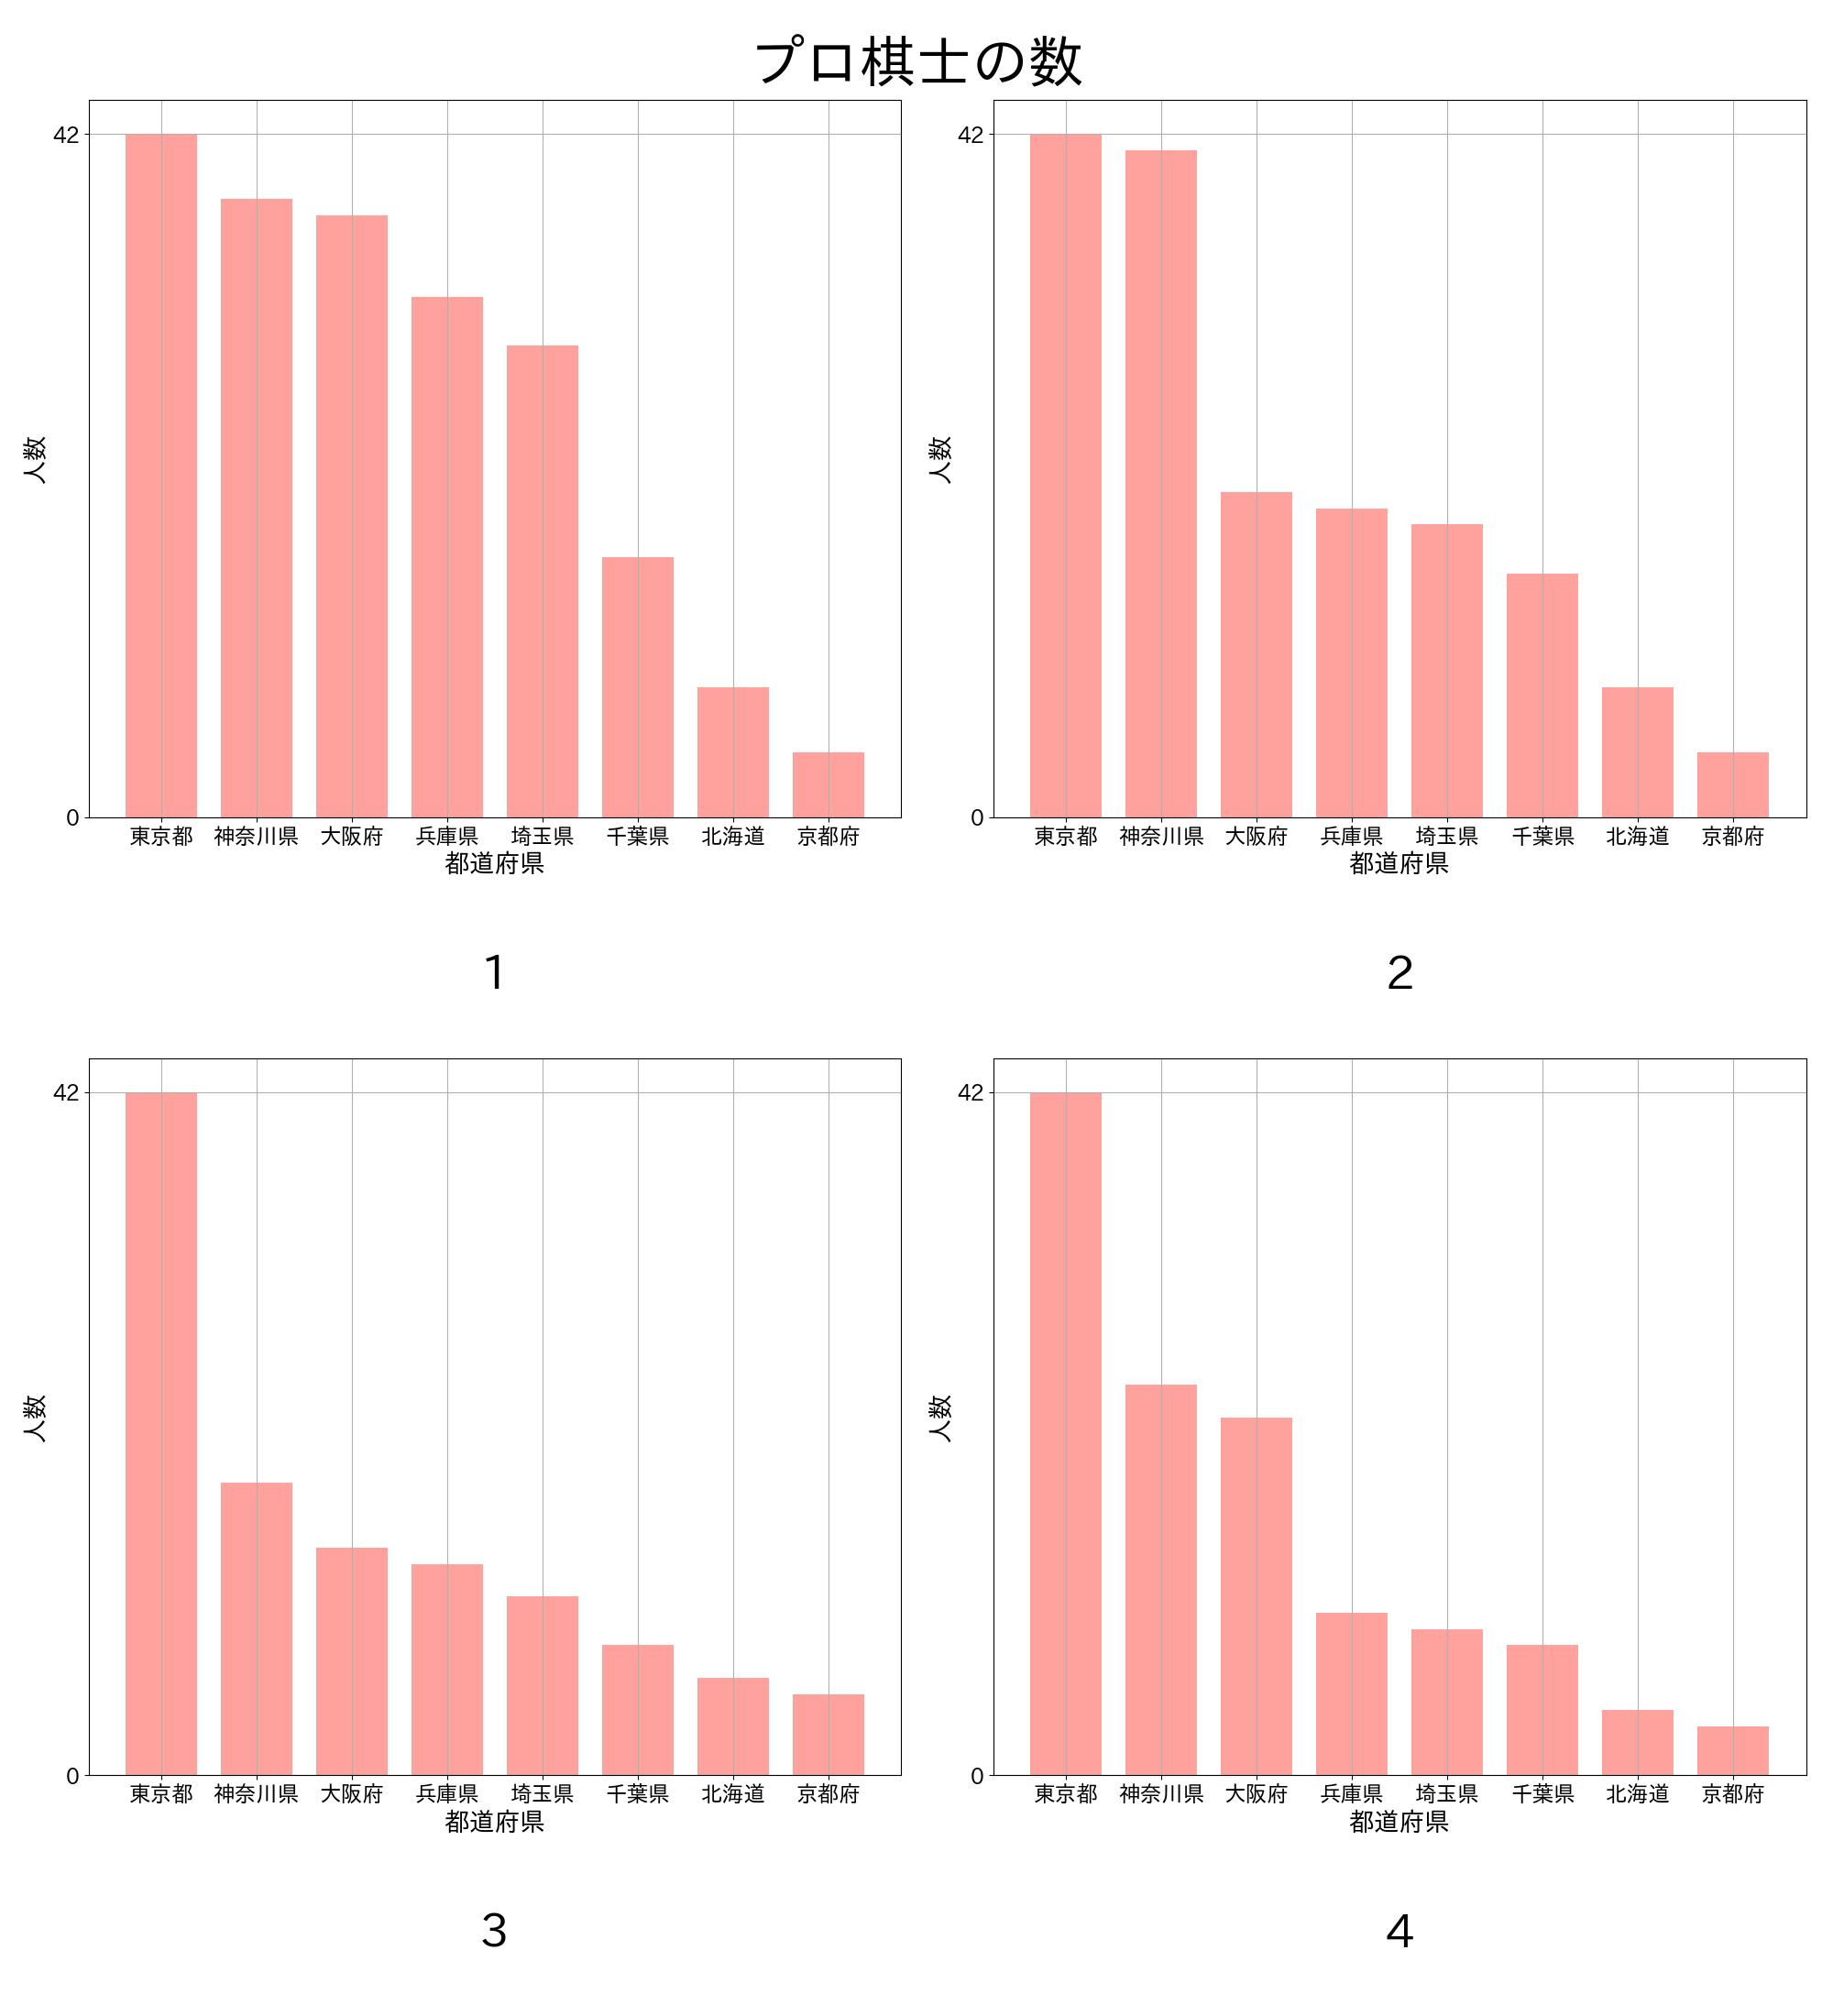 プロ棋士の数
42
0
人数
東京都 神奈川県 大阪府 兵庫県 埼玉県 千葉県 北海道 京都府
都道府県
1
42
0
人数
東京都 神奈川県 大阪府 兵庫県 埼玉県 千葉県 北海道 京都府
都道府県
2
42
0
人数
東京都 神奈川県 大阪府 兵庫県 埼玉県 千葉県 北海道 京都府
都道府県
3
42
0
人数
東京都 神奈川県 大阪府 兵庫県 埼玉県 千葉県 北海道 京都府
都道府県
4